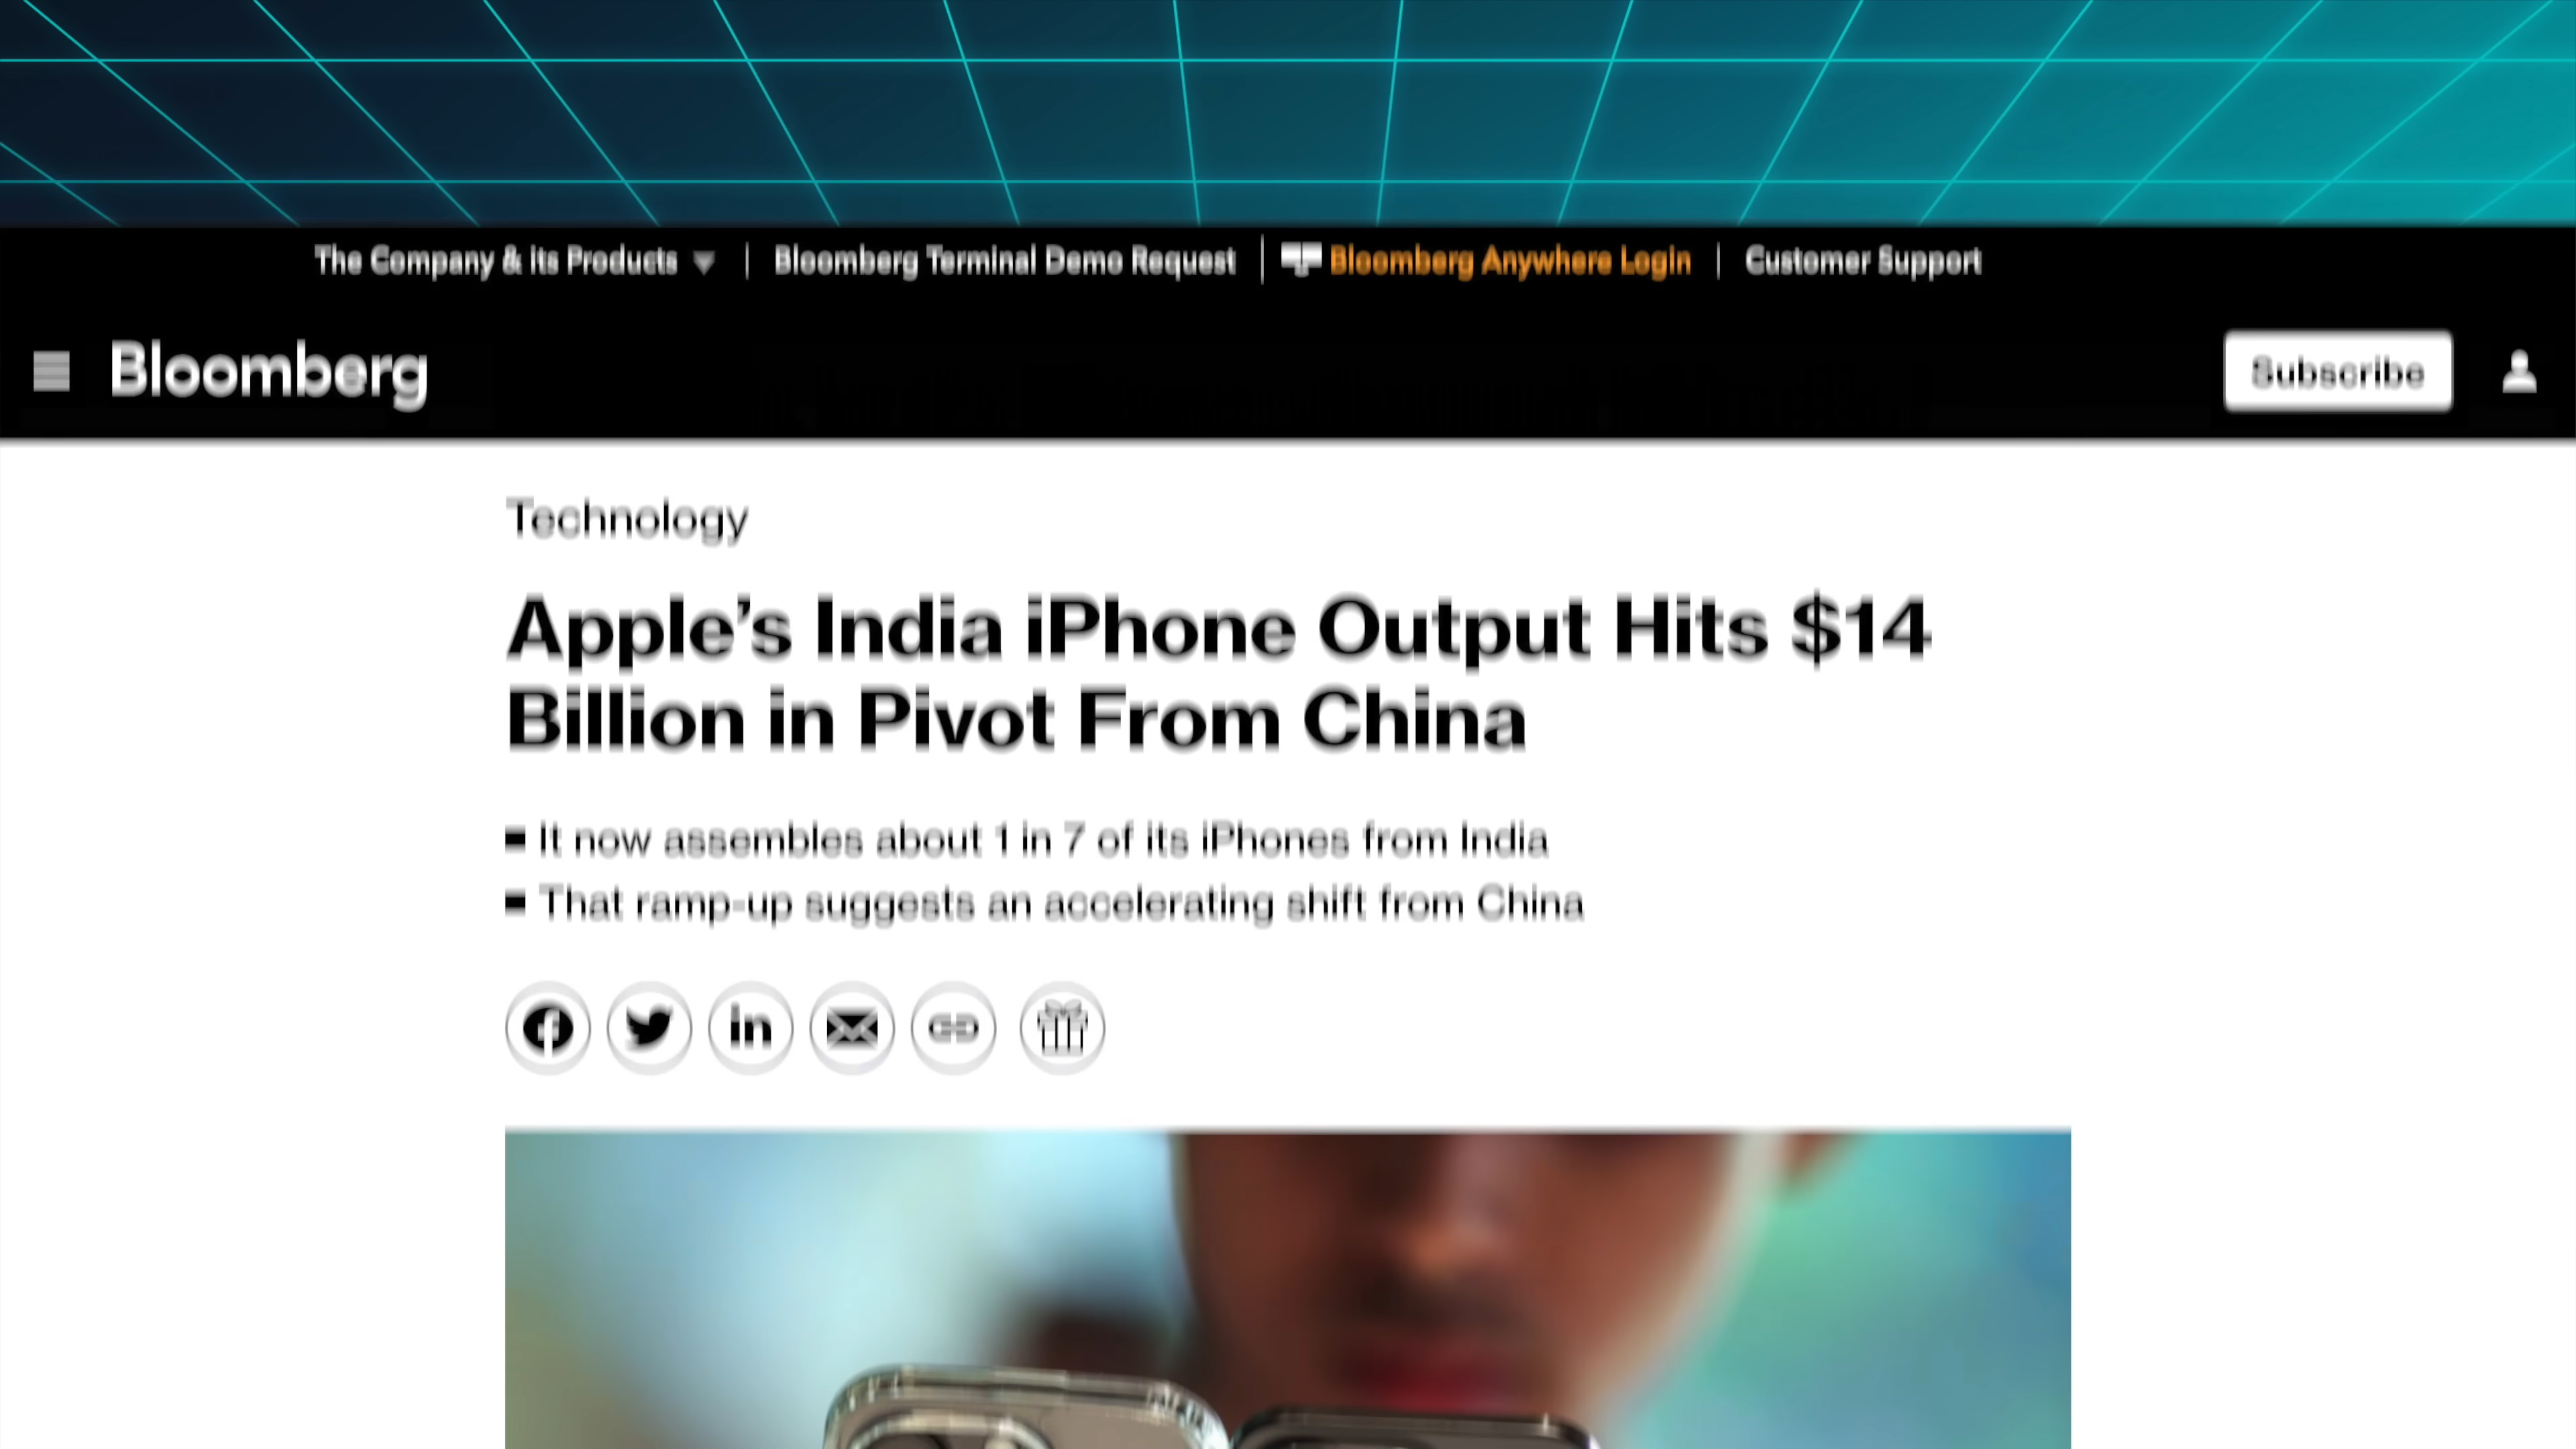 The Company & its Products | Bloomberg Terminal Demo Request | Bloomberg Anywhere Login | Customer Support
Bloomberg
Subscribe
Technology
Apple’s India iPhone Output Hits $14
Billion in Pivot From China
It now assembles about 1 in 7 of its iPhones from India
That ramp-up suggests an accelerating shift from China